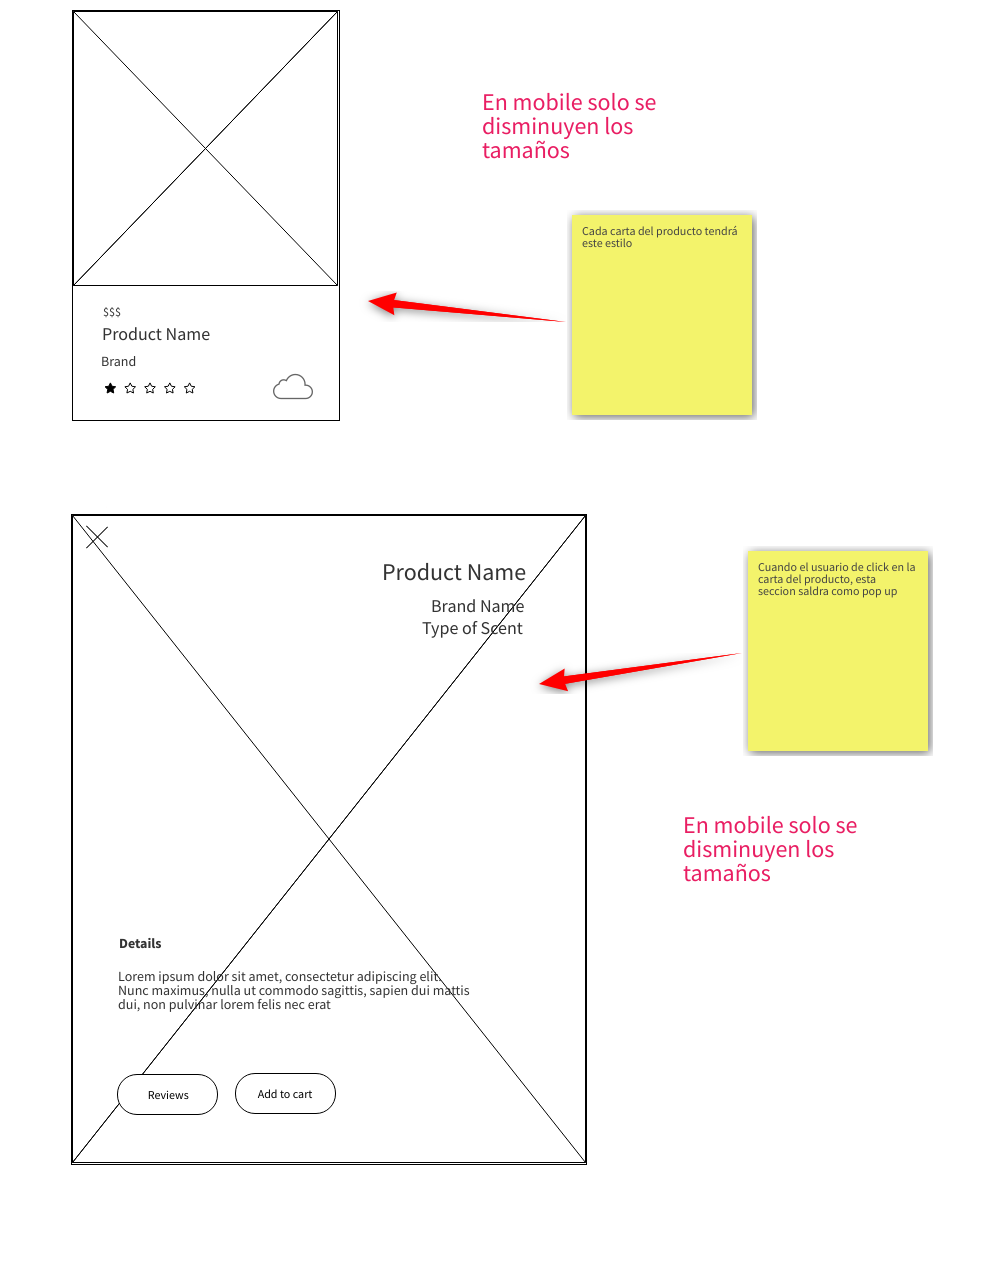 En mobile solo se
disminuyen los
tamaños
Cada carta del producto tendrá
este estilo
$$$
Product Name
Brand
Product Name
Brand Name
Type of Scent
Cuando el usuario de click en la
carta del producto, esta
seccion saldra como pop up
En mobile solo se
disminuyen los
tamaños
Details
Lorem ipsum dolor sit amet, consectetur adipiscing elit.
Nunc maximus, nulla ut commodo sagittis, sapien dui mattis
dui, non pulvinar lorem felis nec erat
Reviews
Add to cart